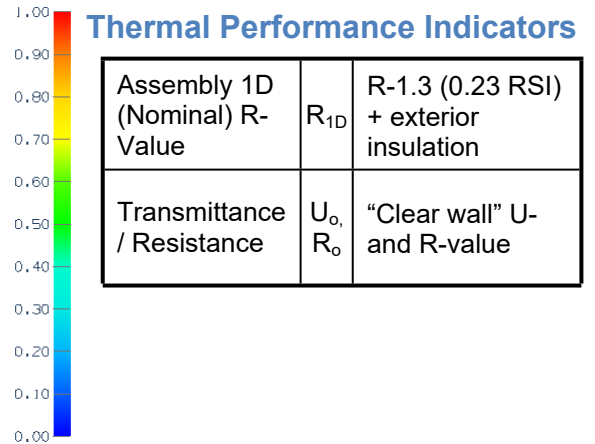 Thermal Performance Indicators
Assembly 1D
(Nominal) R-
Value
R1D
R-1.3 (0.23 RSI)
+ exterior
insulation
Transmittance
/ Resistance
Uo,
Ro
“Clear wall” U-
and R-value
1.00
0.90
0.80
0.70
0.60
0.50
0.40
0.30
0.20
0.10
0.00